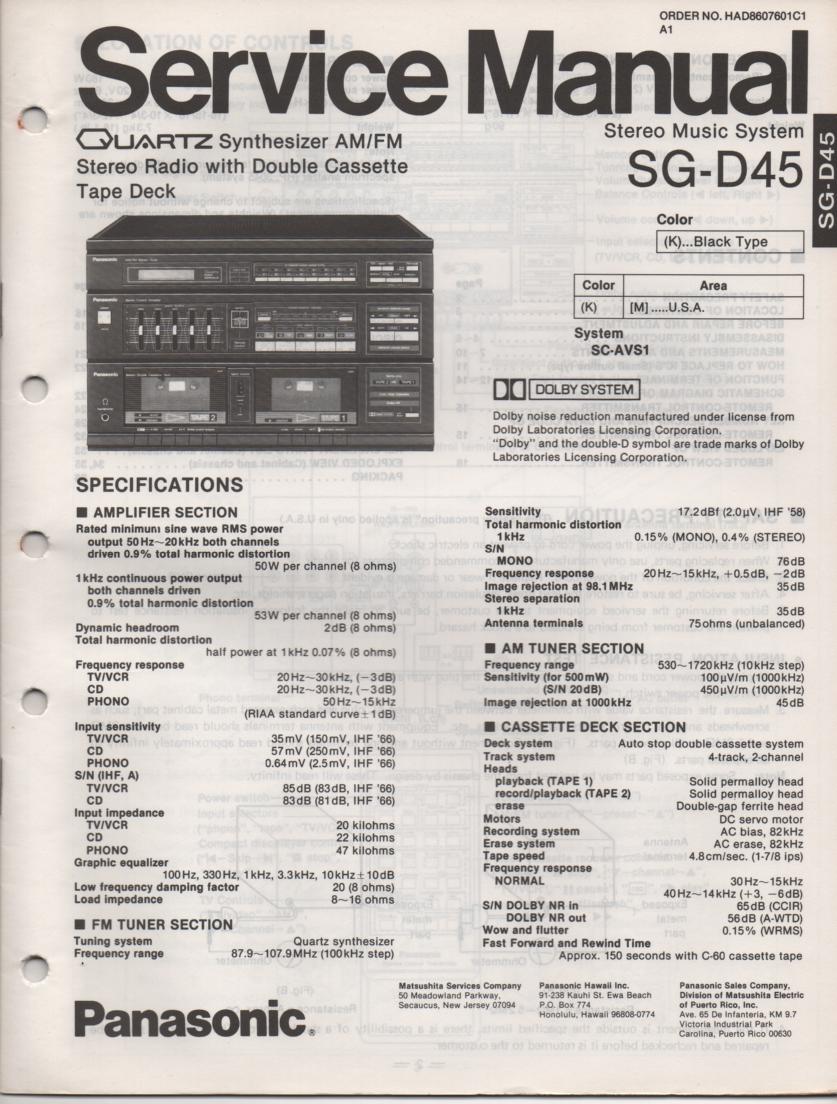 ORDER NO. HAD8607601C1
A1
Service Manual
QUARTZ Synthesizer AM/FM
Stereo Radio with Double Cassette
Tape Deck
Stereo Music System
SG-D45
SG-D45
Color
(K)...Black Type
Color Area
(K) [M] .....U.S.A.
System
SC-AVS1
DOLBY SYSTEM
Dolby noise reduction manufactured under license from
Dolby Laboratories Licensing Corporation.
"Dolby" and the double-D symbol are trade marks of Dolby
Laboratories Licensing Corporation.
Panasonic
Panasonic
Panasonic
TAPE 2
TAPE 1
SPECIFICATIONS
■ AMPLIFIER SECTION
Rated minimum sine wave RMS power
output 50Hz~20kHz both channels
driven 0.9% total harmonic distortion
50W per channel (8 ohms)
1kHz continuous power output
both channels driven
0.9% total harmonic distortion
53W per channel (8 ohms)
Dynamic headroom 2dB (8 ohms)
Total harmonic distortion
half power at 1kHz 0.07% (8 ohms)
Frequency response
TV/VCR 20Hz~30kHz, (−3dB)
CD 20Hz~30kHz, (−3dB)
PHONO 50Hz~15kHz
(RIAA standard curve±1dB)
Input sensitivity
TV/VCR 35mV (150mV, IHF '66)
CD 57mV (250mV, IHF '66)
PHONO 0.64mV (2.5mV, IHF '66)
S/N (IHF, A)
TV/VCR 85dB (83dB, IHF '66)
CD 83dB (81dB, IHF '66)
Input impedance
TV/VCR 20 kilohms
CD 22 kilohms
PHONO 47 kilohms
Graphic equalizer
100Hz, 330Hz, 1kHz, 3.3kHz, 10kHz±10dB
Low frequency damping factor 20 (8 ohms)
Load impedance 8~16 ohms
■ FM TUNER SECTION
Tuning system Quartz synthesizer
Frequency range 87.9~107.9MHz (100kHz step)
Sensitivity 17.2dBf (2.0μV, IHF '58)
Total harmonic distortion
1kHz 0.15% (MONO), 0.4% (STEREO)
S/N
MONO 76dB
Frequency response 20Hz~15kHz, +0.5dB, −2dB
Image rejection at 98.1MHz 35dB
Stereo separation
1kHz 35dB
Antenna terminals 75ohms (unbalanced)
■ AM TUNER SECTION
Frequency range 530~1720kHz (10kHz step)
Sensitivity (for 500mW) 100μV/m (1000kHz)
(S/N 20dB) 450μV/m (1000kHz)
Image rejection at 1000kHz 45dB
■ CASSETTE DECK SECTION
Deck system Auto stop double cassette system
Track system 4-track, 2-channel
Heads
playback (TAPE 1) Solid permalloy head
record/playback (TAPE 2) Solid permalloy head
erase Double-gap ferrite head
Motors DC servo motor
Recording system AC bias, 82kHz
Erase system AC erase, 82kHz
Tape speed 4.8cm/sec. (1-7/8 ips)
Frequency response
NORMAL 30Hz~15kHz
40Hz~14kHz (+3, −6dB)
S/N DOLBY NR in 65dB (CCIR)
DOLBY NR out 56dB (A-WTD)
Wow and flutter 0.15% (WRMS)
Fast Forward and Rewind Time
Approx. 150 seconds with C-60 cassette tape
Panasonic®
Matsushita Services Company
50 Meadowland Parkway,
Secaucus, New Jersey 07094
Panasonic Hawaii Inc.
91-238 Kauhi St. Ewa Beach
P.O. Box 774
Honolulu, Hawaii 96808-0774
Panasonic Sales Company,
Division of Matsushita Electric
of Puerto Rico, Inc.
Ave. 65 De Infanteria, KM 9.7
Victoria Industrial Park
Carolina, Puerto Rico 00630